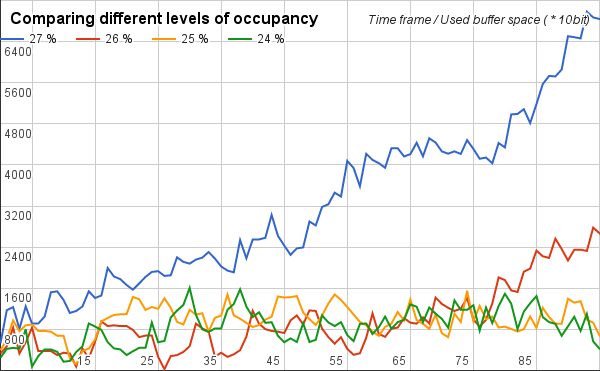 Comparing different levels of occupancy
Time frame / Used buffer space ( * 10bit)
27 % 26 % 25 % 24 %
6400
5600
4800
4000
3200
2400
1600
800
15 25 35 45 55 65 75 85